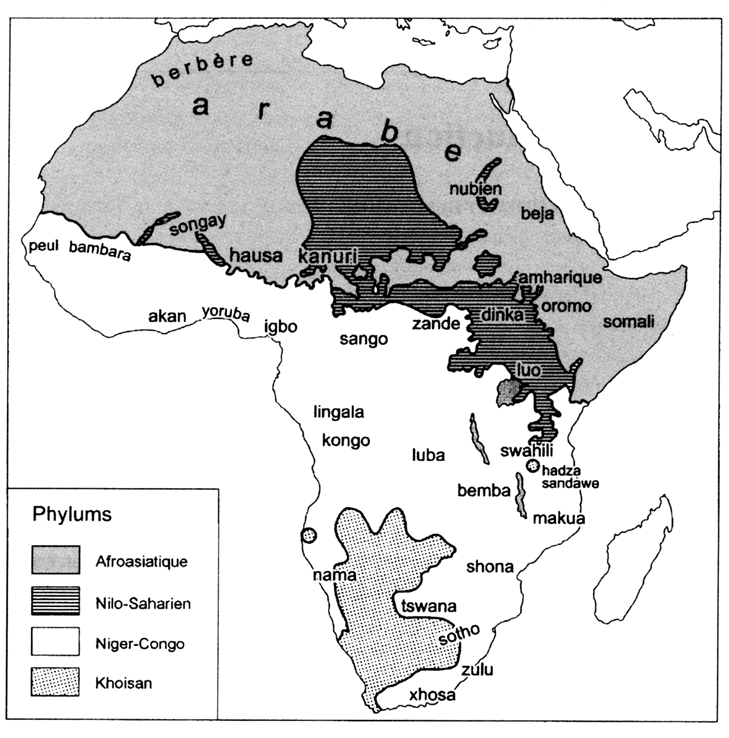 berbère
arabe
nubien
beja
songay
peul bambara
hausa kanuri
amharique
oromo
akan yoruba igbo
sango
zande
dinka
somali
luo
lingala
kongo
luba
swahili
hadza
sandawe
bemba
makua
Phylums
Afroasiatique
Nilo-Saharien
Niger-Congo
Khoisan
nama
shona
tswana
sotho
zulu
xhosa